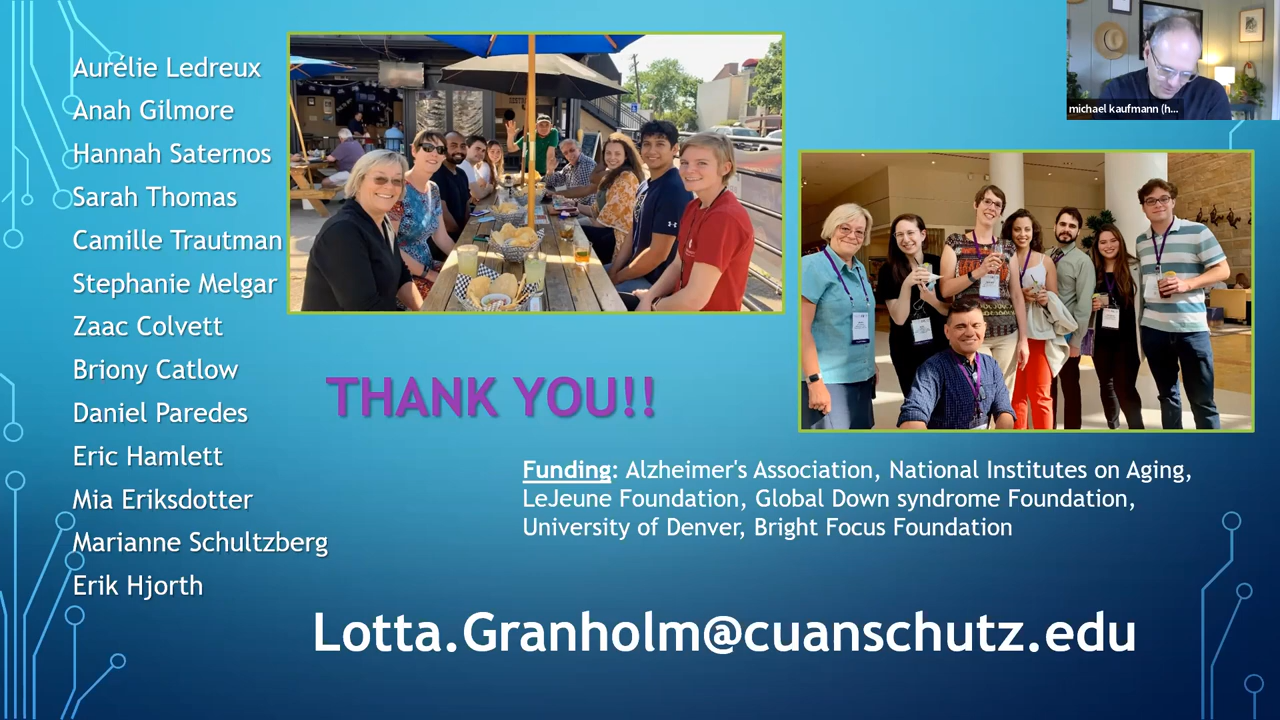 Aurélie Ledreux
Anah Gilmore
Hannah Saternos
Sarah Thomas
Camille Trautman
Stephanie Melgar
Zaac Colvett
Briony Catlow
Daniel Paredes
Eric Hamlett
Mia Eriksdotter
Marianne Schultzberg
Erik Hjorth
michael kaufmann (h...
THANK YOU!!
Funding: Alzheimer's Association, National Institutes on Aging,
LeJeune Foundation, Global Down syndrome Foundation,
University of Denver, Bright Focus Foundation
Lotta.Granholm@cuanschutz.edu